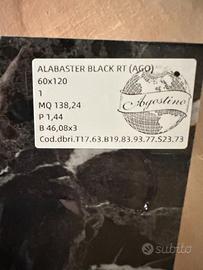 ALABASTER BLACK RT (AGO)
60x120
1
MQ 138,24
P 1,44
B 46,08x3
Cod.dbri.T17.63.B19.83.93.77.S23.73
Agostino
subito